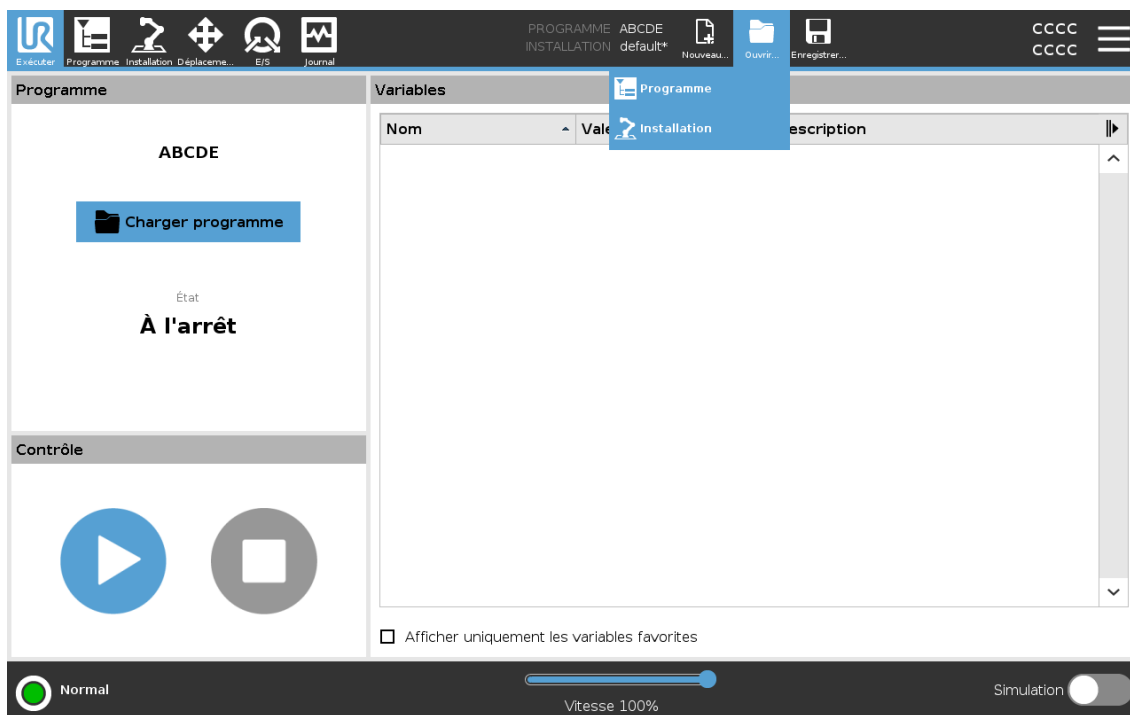 Exécuter
Programme
Installation
Déplaceme...
E/S
Journal
PROGRAMME ABCDE
INSTALLATION default*
Nouveau...
Ouvrir...
Enregistrer...
CCCC
CCCC
Programme
Installation
Programme
ABCDE
Charger programme
État
À l'arrêt
Contrôle
Variables
Nom
Vale
escription
Afficher uniquement les variables favorites
Normal
Vitesse 100%
Simulation